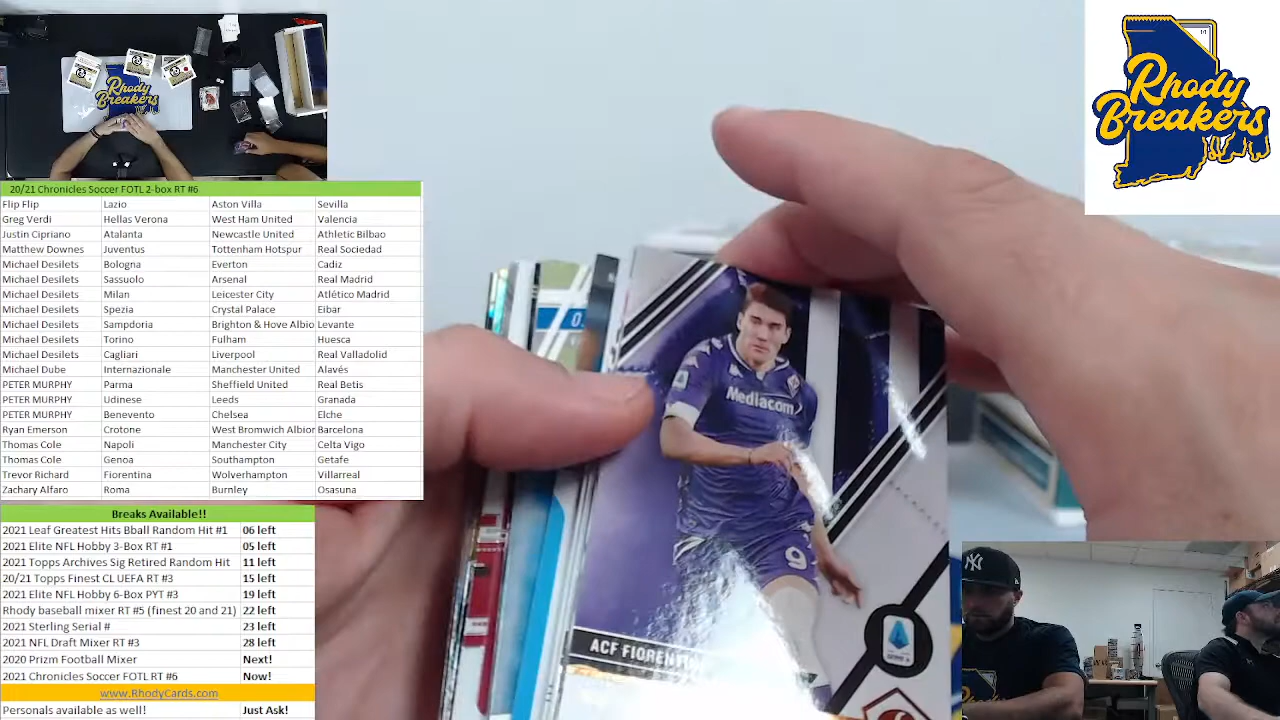 Rhody
Breakers
1/1
Rhody
Breakers
20/21 Chronicles Soccer FOTL 2-box RT #6
Flip Flip Lazio Aston Villa Sevilla
Greg Verdi Hellas Verona West Ham United Valencia
Justin Cipriano Atalanta Newcastle United Athletic Bilbao
Matthew Downes Juventus Tottenham Hotspur Real Sociedad
Michael Desilets Bologna Everton Cadiz
Michael Desilets Sassuolo Arsenal Real Madrid
Michael Desilets Milan Leicester City Atlético Madrid
Michael Desilets Spezia Crystal Palace Eibar
Michael Desilets Sampdoria Brighton & Hove Albio Levante
Michael Desilets Torino Fulham Huesca
Michael Desilets Cagliari Liverpool Real Valladolid
Michael Dube Internazionale Manchester United Alavés
PETER MURPHY Parma Sheffield United Real Betis
PETER MURPHY Udinese Leeds Granada
PETER MURPHY Benevento Chelsea Elche
Ryan Emerson Crotone West Bromwich Albion Barcelona
Thomas Cole Napoli Manchester City Celta Vigo
Thomas Cole Genoa Southampton Getafe
Trevor Richard Fiorentina Wolverhampton Villarreal
Zachary Alfaro Roma Burnley Osasuna
Breaks Available!!
2021 Leaf Greatest Hits Bball Random Hit #1 06 left
2021 Elite NFL Hobby 3-Box RT #1 05 left
2021 Topps Archives Sig Retired Random Hit 11 left
20/21 Topps Finest CL UEFA RT #3 15 left
2021 Elite NFL Hobby 6-Box PYT #3 19 left
Rhody baseball mixer RT #5 (finest 20 and 21) 22 left
2021 Sterling Serial # 23 left
2021 NFL Draft Mixer RT #3 28 left
2020 Prizm Football Mixer Next!
2021 Chronicles Soccer FOTL RT #6 Now!
www.RhodyCards.com
Personals available as well! Just Ask!
Mediacom
9
ACF FIORENTI
SERIE A
NY